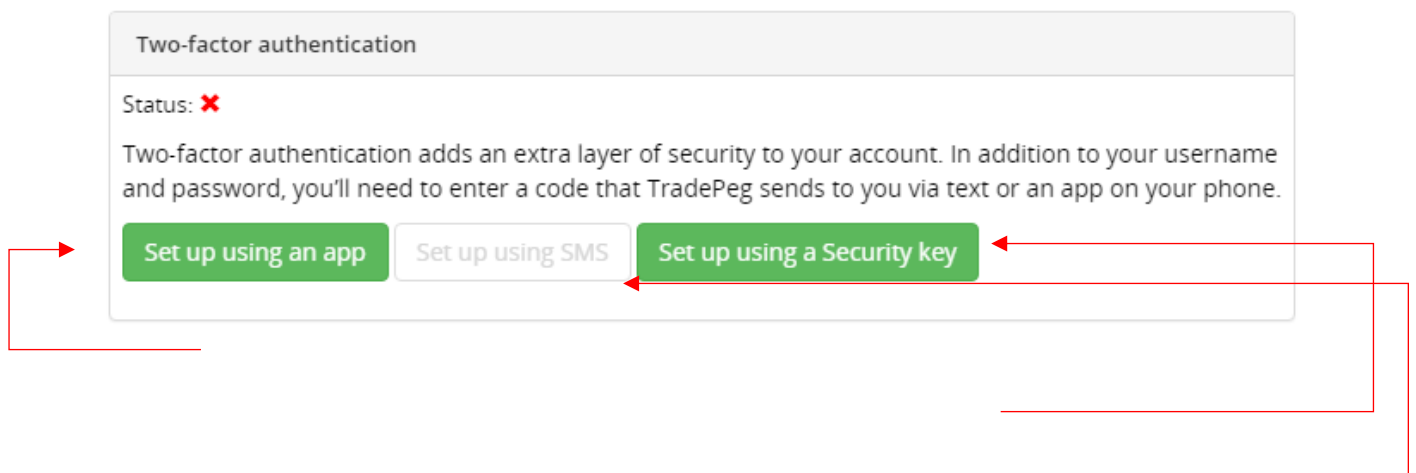 Two-factor authentication
Status: ✖
Two-factor authentication adds an extra layer of security to your account. In addition to your username
and password, you’ll need to enter a code that TradePeg sends to you via text or an app on your phone.
Set up using an app Set up using SMS Set up using a Security key